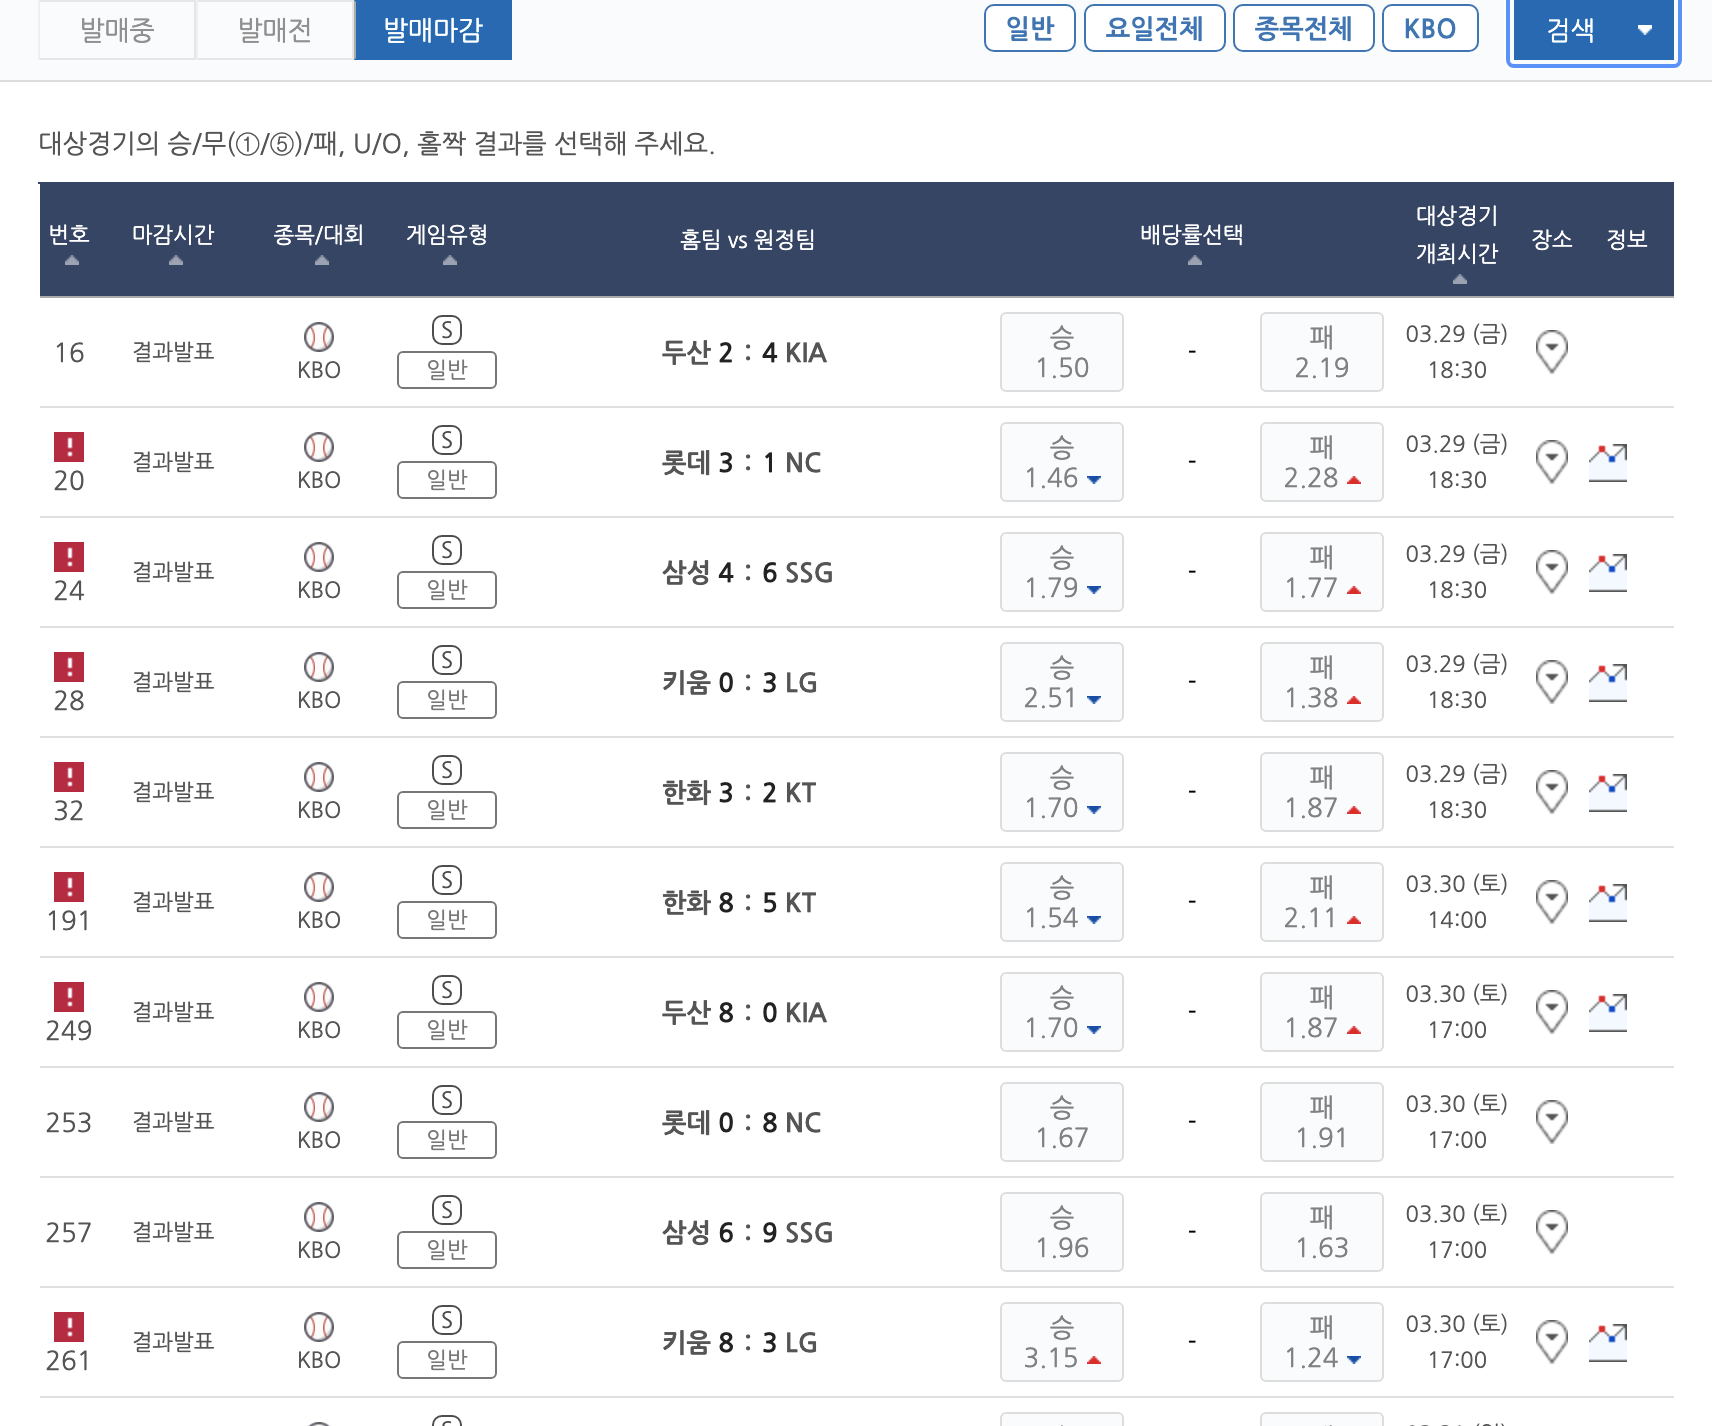 발매중 발매전 발매마감 일반 요일전체 종목전체 KBO 검색
대상경기의 승/무(①/⑤)/패, U/O, 홀짝 결과를 선택해 주세요.
번호 마감시간 종목/대회 게임유형 홈팀 vs 원정팀 배당률선택 대상경기 개최시간 장소 정보
16 결과발표 KBO S 일반 두산 2 : 4 KIA 승 1.50 - 패 2.19 03.29 (금) 18:30
! 20 결과발표 KBO S 일반 롯데 3 : 1 NC 승 1.46 - 패 2.28 03.29 (금) 18:30
! 24 결과발표 KBO S 일반 삼성 4 : 6 SSG 승 1.79 - 패 1.77 03.29 (금) 18:30
! 28 결과발표 KBO S 일반 키움 0 : 3 LG 승 2.51 - 패 1.38 03.29 (금) 18:30
! 32 결과발표 KBO S 일반 한화 3 : 2 KT 승 1.70 - 패 1.87 03.29 (금) 18:30
! 191 결과발표 KBO S 일반 한화 8 : 5 KT 승 1.54 - 패 2.11 03.30 (토) 14:00
! 249 결과발표 KBO S 일반 두산 8 : 0 KIA 승 1.70 - 패 1.87 03.30 (토) 17:00
253 결과발표 KBO S 일반 롯데 0 : 8 NC 승 1.67 - 패 1.91 03.30 (토) 17:00
257 결과발표 KBO S 일반 삼성 6 : 9 SSG 승 1.96 - 패 1.63 03.30 (토) 17:00
! 261 결과발표 KBO S 일반 키움 8 : 3 LG 승 3.15 - 패 1.24 03.30 (토) 17:00